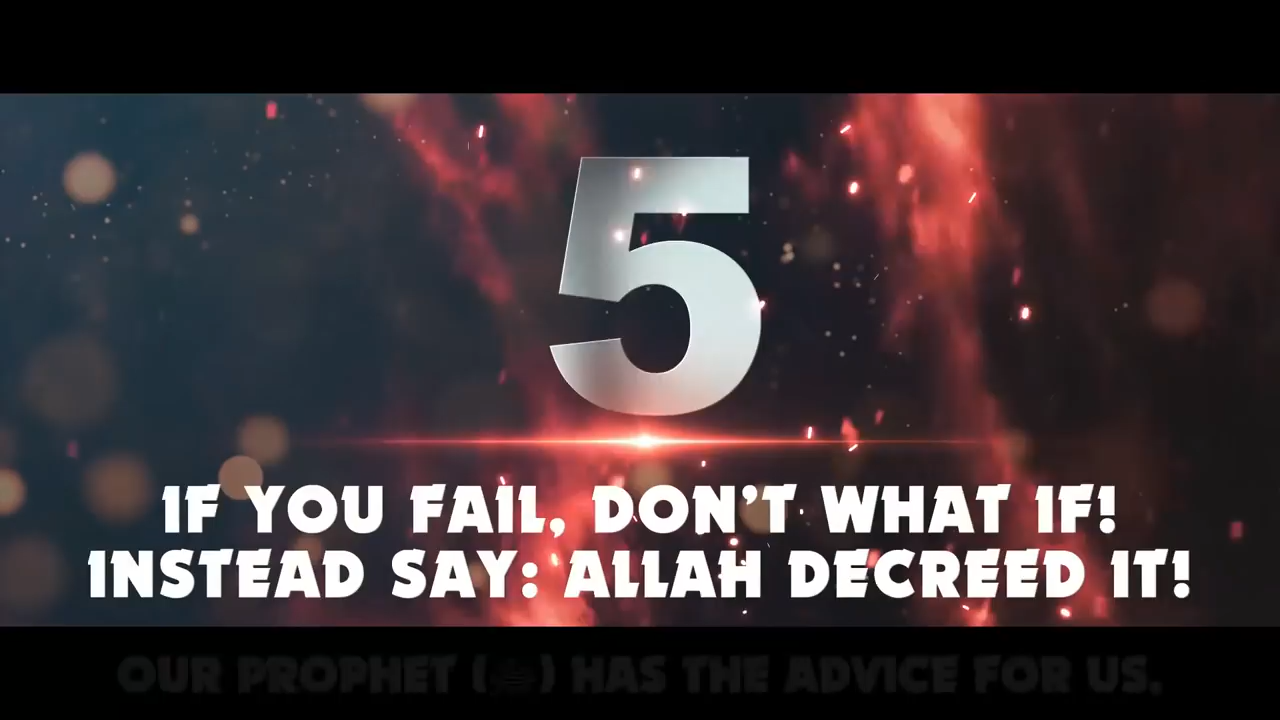 5
IF YOU FAIL, DON'T WHAT IF!
INSTEAD SAY: ALLAH DECREED IT!
OUR PROPHET (ﷺ) HAS THE ADVICE FOR US.